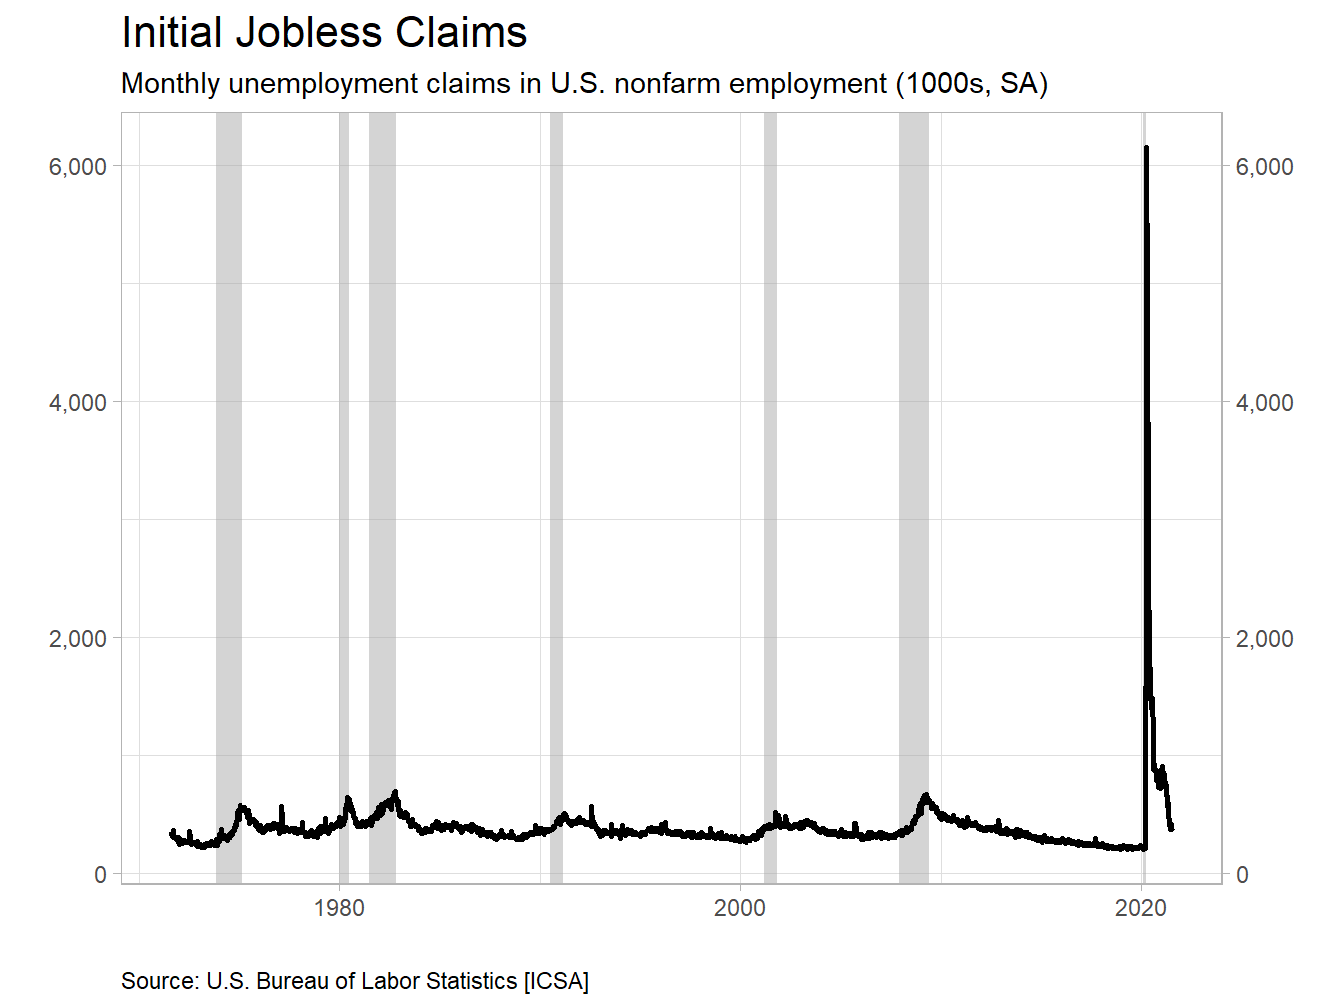 Initial Jobless Claims
Monthly unemployment claims in U.S. nonfarm employment (1000s, SA)
6,000 6,000
4,000 4,000
2,000 2,000
0 0
1980 2000 2020
Source: U.S. Bureau of Labor Statistics [ICSA]